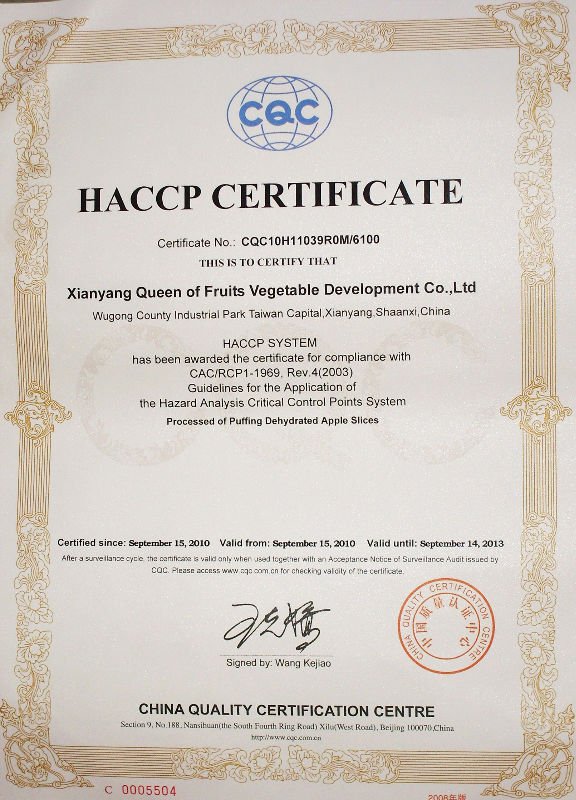 CQC
HACCP CERTIFICATE
Certificate No.: CQC10H11039R0M/6100
THIS IS TO CERTIFY THAT
Xianyang Queen of Fruits Vegetable Development Co.,Ltd
Wugong County Industrial Park Taiwan Capital,Xianyang,Shaanxi,China
HACCP SYSTEM
has been awarded the certificate for compliance with
CAC/RCP1-1969, Rev.4(2003)
Guidelines for the Application of
the Hazard Analysis Critical Control Points System
Processed of Puffing Dehydrated Apple Slices
Certified since: September 15, 2010 Valid from: September 15, 2010 Valid until: September 14, 2013
After a surveillance cycle, the certificate is valid only when used together with an Acceptance Notice of Surveillance Audit issued by
CQC. Please access www.cqc.com.cn for checking validity of the certificate.
CHINA QUALITY CERTIFICATION CENTRE
中国质量认证中心
Signed by: Wang Kejiao
CHINA QUALITY CERTIFICATION CENTRE
Section 9, No.188, Nansihuan(the South Fourth Ring Road) Xilu(West Road), Beijing 100070,China
http://www.cqc.com.cn
C 0005504
2008年版